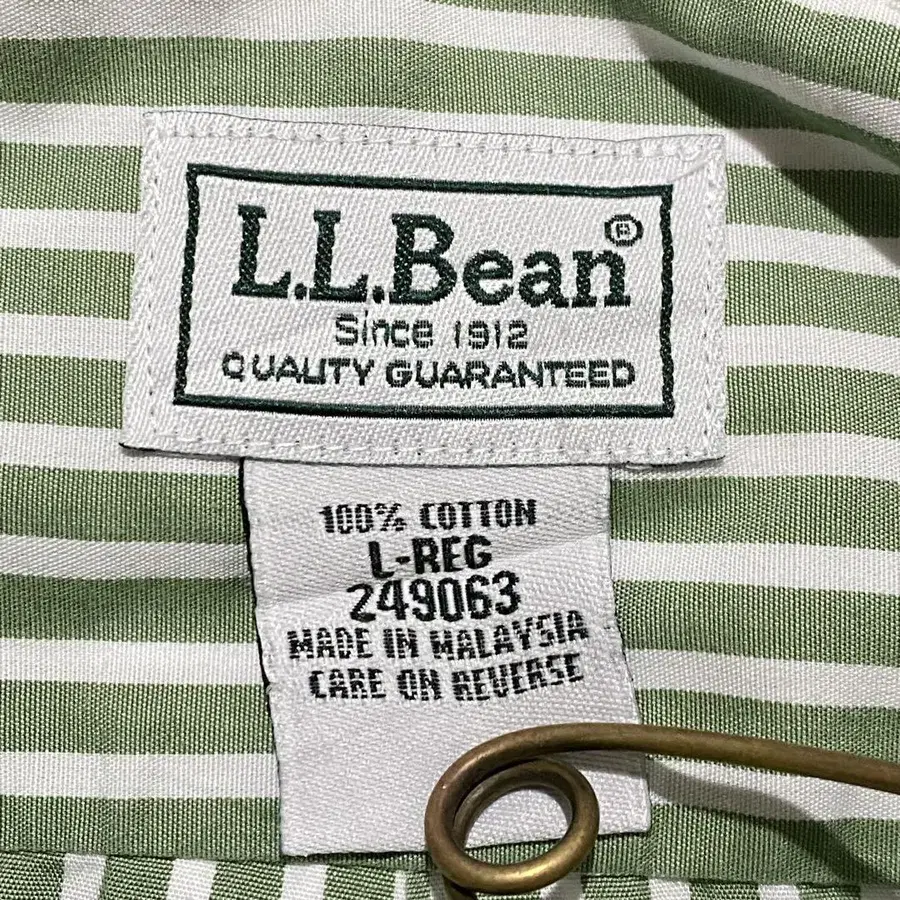 L.L.Bean®
Since 1912
QUALITY GUARANTEED
100% COTTON
L-REG
249063
MADE IN MALAYSIA
CARE ON REVERSE